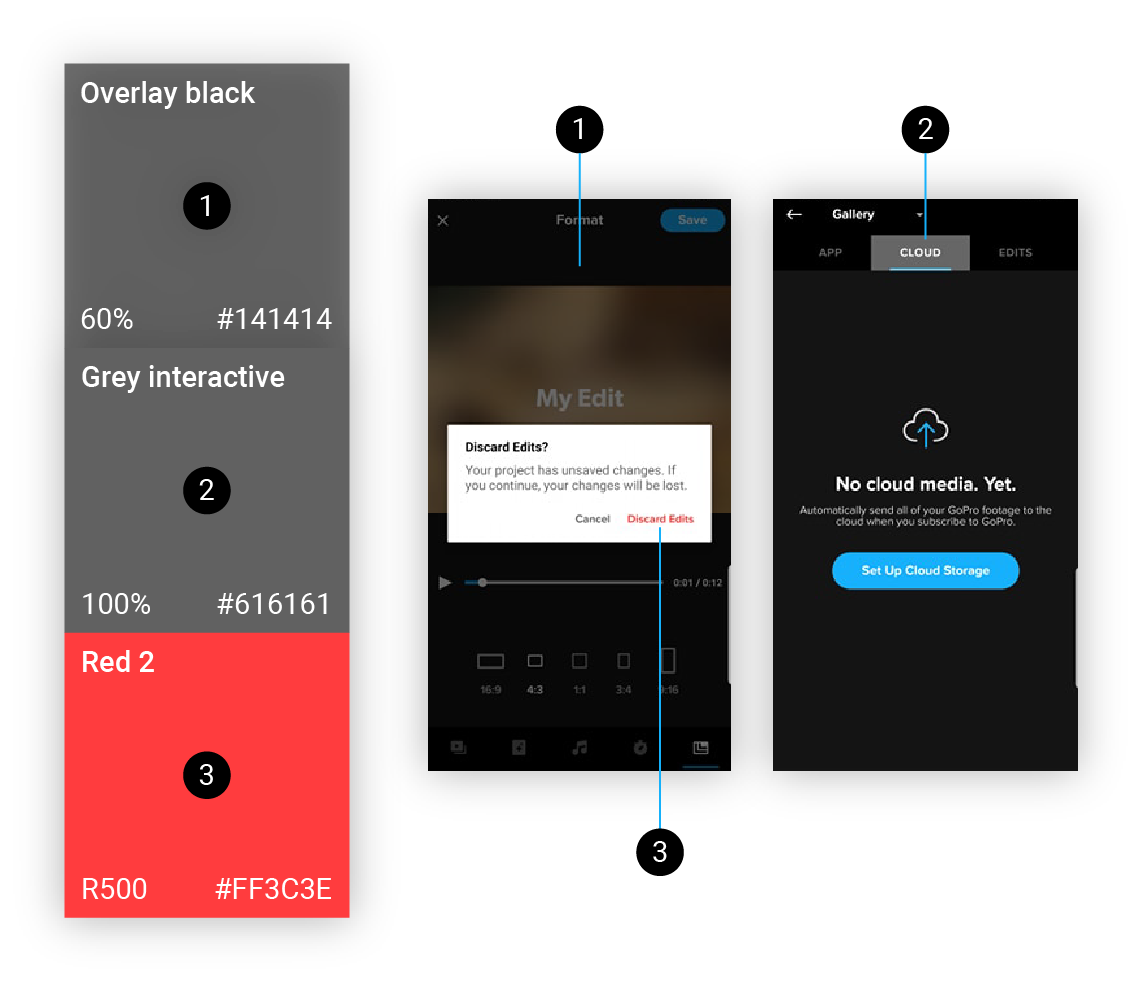 Overlay black
1
60% #141414
Grey interactive
2
100% #616161
Red 2
3
R500 #FF3C3E
1
Format Save
My Edit
Discard Edits?
Your project has unsaved changes. If
you continue, your changes will be lost.
Cancel Discard Edits
0:01 / 0:12
16:9 4:3 1:1 3:4 9:16
3
2
Gallery
APP CLOUD EDITS
No cloud media. Yet.
Automatically send all of your GoPro footage to the
cloud when you subscribe to GoPro.
Set Up Cloud Storage